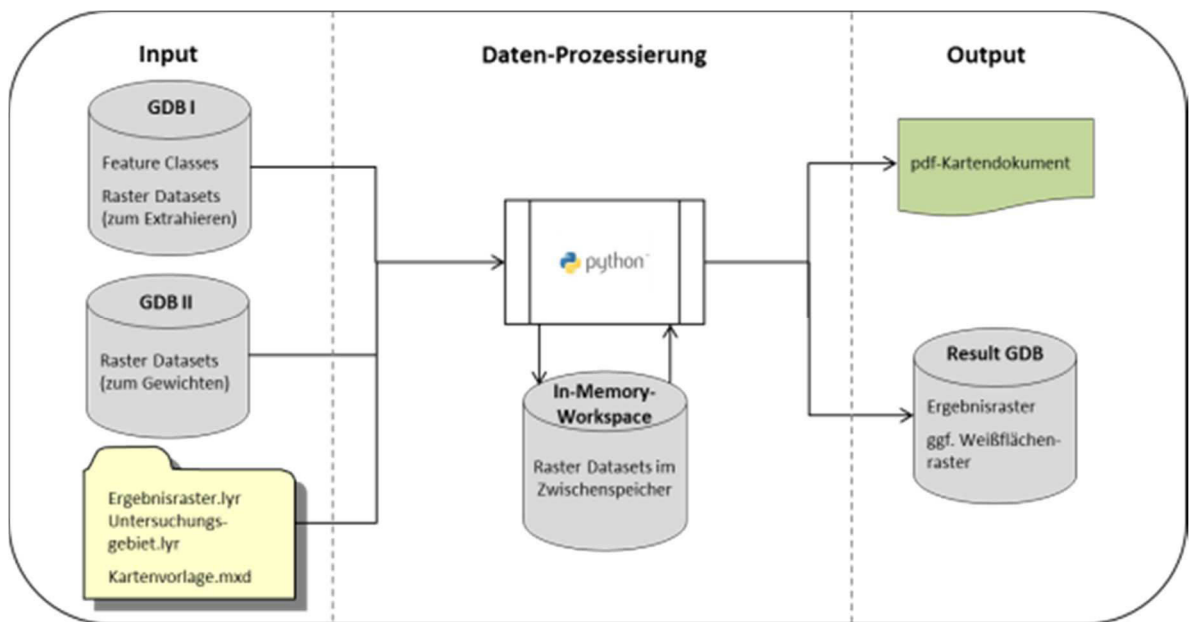 Input
GDB I
Feature Classes
Raster Datasets
(zum Extrahieren)
GDB II
Raster Datasets
(zum Gewichten)
Ergebnisraster.lyr
Untersuchungs-
gebiet.lyr
Kartenvorlage.mxd
Daten-Prozessierung
python
In-Memory-
Workspace
Raster Datasets im
Zwischenspeicher
Output
pdf-Kartendokument
Result GDB
Ergebnisraster
ggf. Weißflächen-
raster